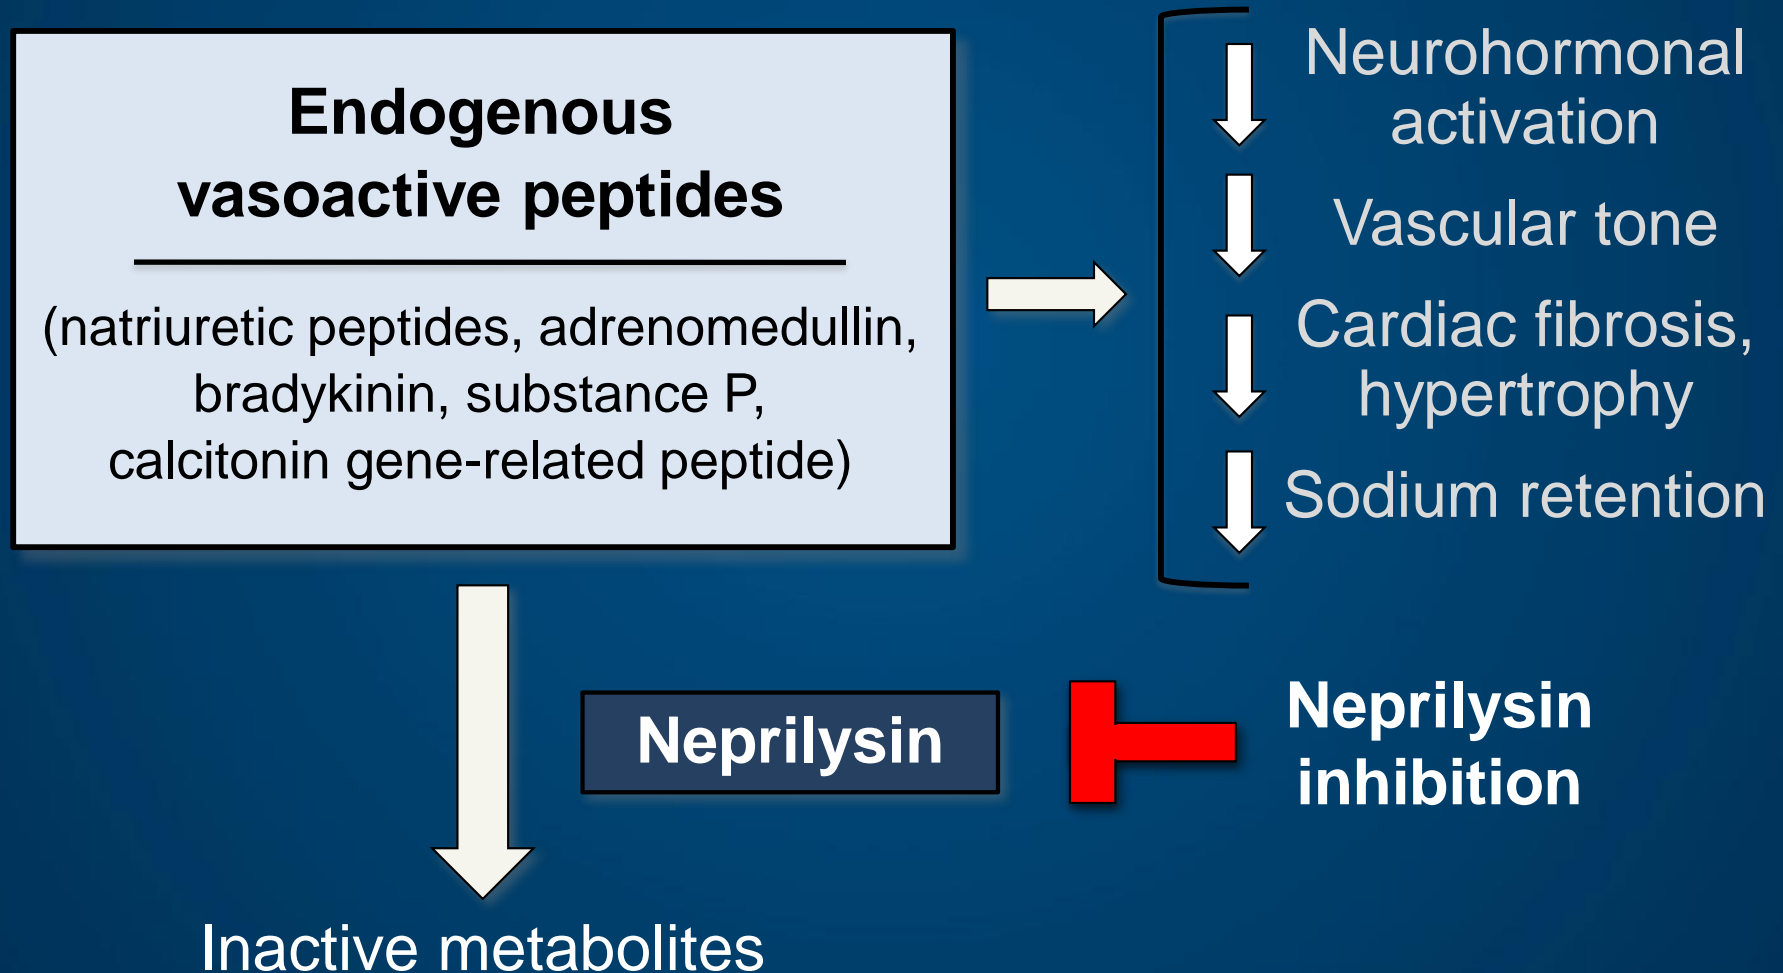 Endogenous
vasoactive peptides
(natriuretic peptides, adrenomedullin,
bradykinin, substance P,
calcitonin gene-related peptide)
Neurohormonal
activation
Vascular tone
Cardiac fibrosis,
hypertrophy
Sodium retention
Neprilysin
Neprilysin
inhibition
Inactive metabolites